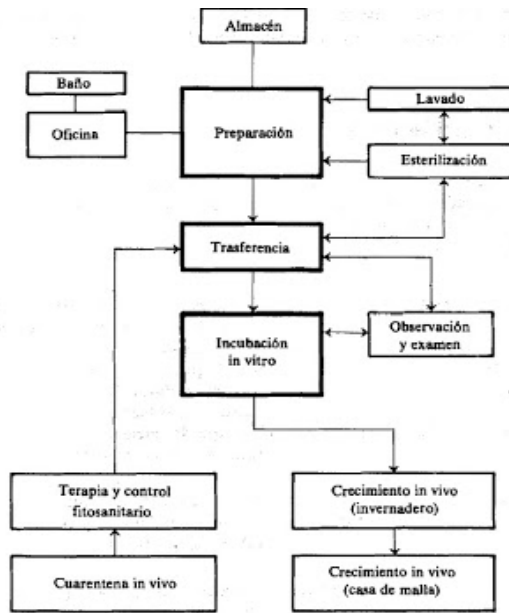 Almacén
Baño
Oficina
Preparación
Lavado
Esterilización
Trasferencia
Incubación
in vitro
Observación
y examen
Terapia y control
fitosanitario
Crecimiento in vivo
(invernadero)
Cuarentena in vivo
Crecimiento in vivo
(casa de malla)